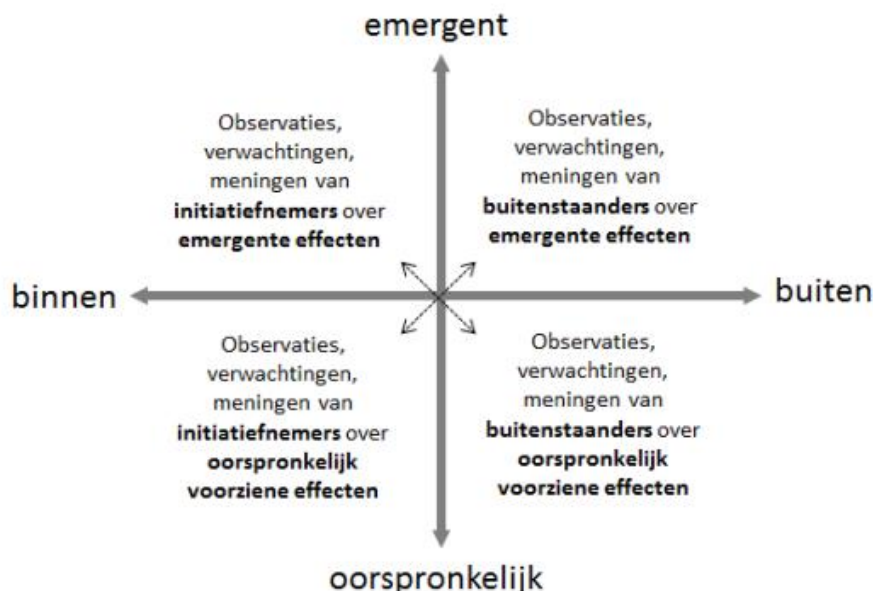 emergent
Observaties,
verwachtingen,
meningen van
initiatiefnemers over
emergente effecten
Observaties,
verwachtingen,
meningen van
buitenstaanders over
emergente effecten
binnen
buiten
Observaties,
verwachtingen,
meningen van
initiatiefnemers over
oorspronkelijk
voorziene effecten
Observaties,
verwachtingen,
meningen van
buitenstaanders over
oorspronkelijk
voorziene effecten
oorspronkelijk